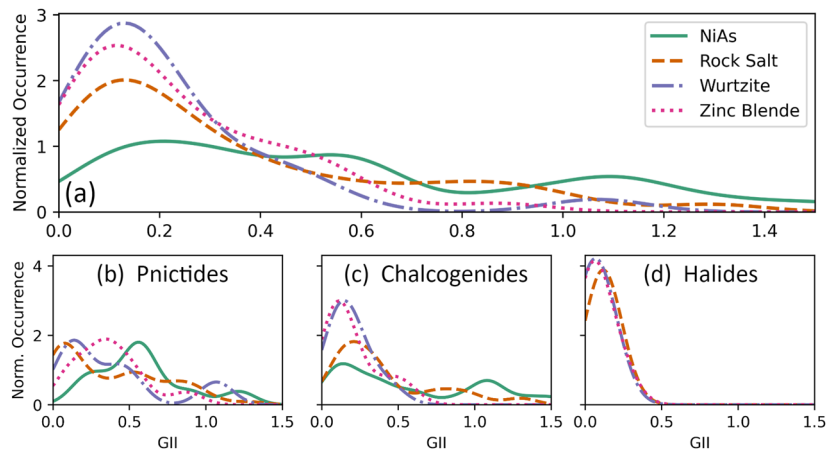 3
2
1
0
Normalized Occurrence
(a)
NiAs
Rock Salt
Wurtzite
Zinc Blende
0.0 0.2 0.4 0.6 0.8 1.0 1.2 1.4
4
2
0
Norm. Occurrence
(b) Pnictides
(c) Chalcogenides
(d) Halides
0.0 0.5 1.0 1.5
0.0 0.5 1.0 1.5
0.0 0.5 1.0 1.5
GII
GII
GII